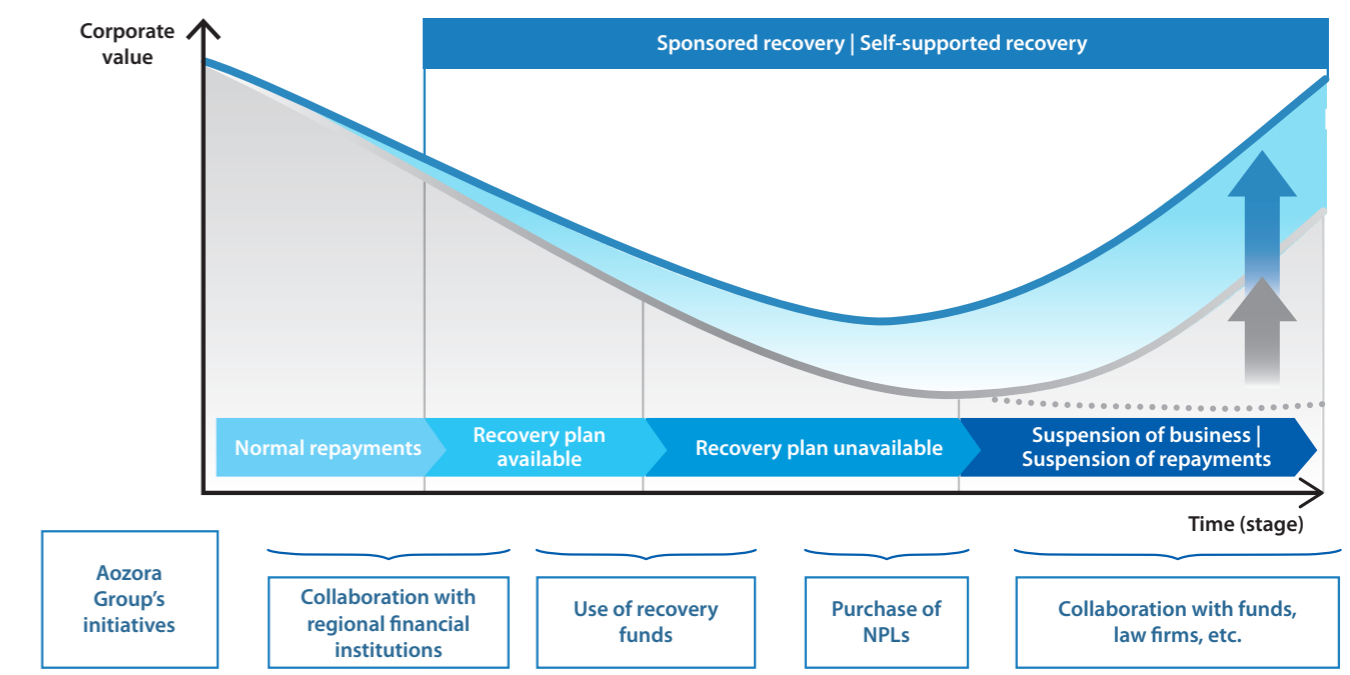 Corporate
value
Sponsored recovery | Self-supported recovery
Normal repayments
Recovery plan
available
Recovery plan unavailable
Suspension of business |
Suspension of repayments
Time (stage)
Aozora
Group’s
initiatives
Collaboration with
regional financial
institutions
Use of recovery
funds
Purchase of
NPLs
Collaboration with funds,
law firms, etc.